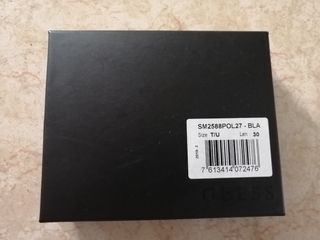 SM2588POL27 - BLA
Size T/U Len 30
7 613414 072476